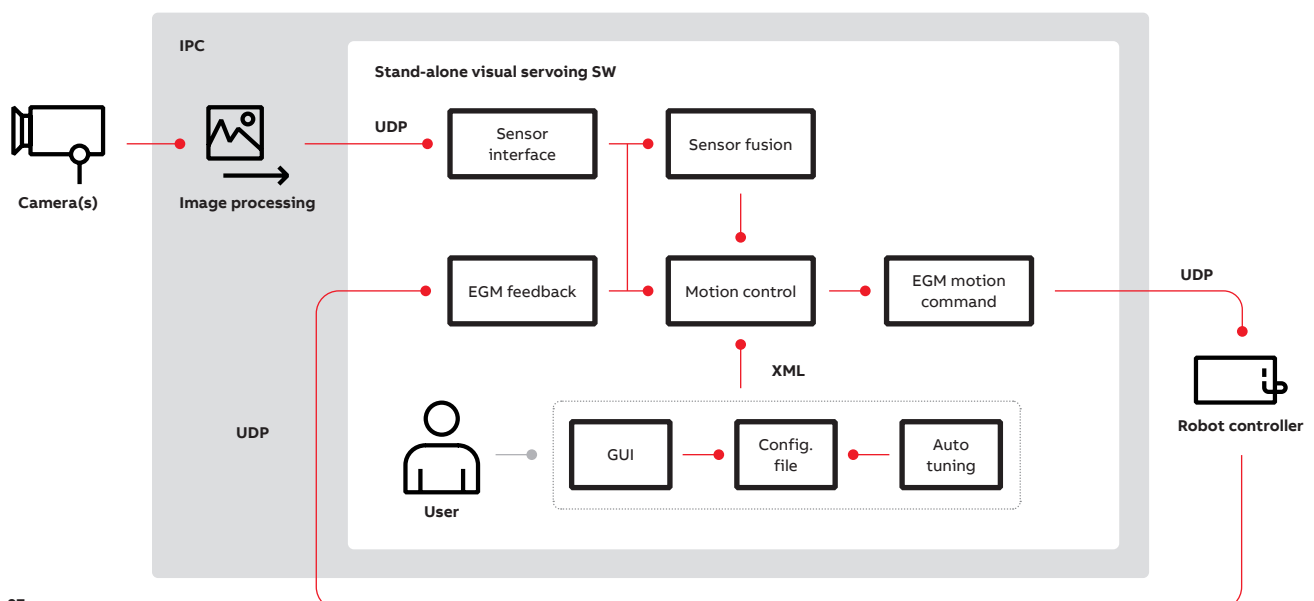 IPC
Stand-alone visual servoing SW
UDP
Sensor
interface
Sensor fusion
Camera(s)
Image processing
EGM feedback
Motion control
EGM motion
command
UDP
XML
UDP
GUI
Config.
file
Auto
tuning
User
Robot controller